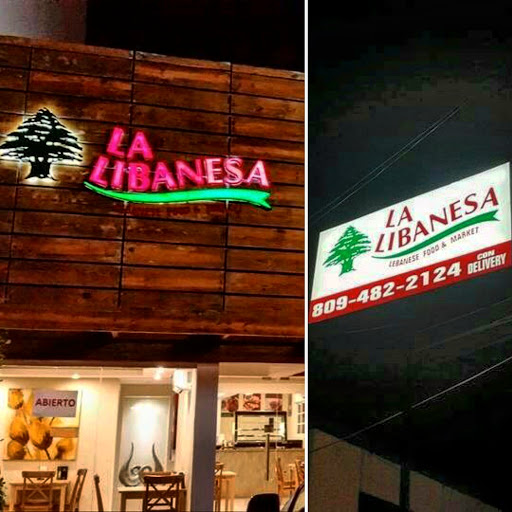 LA
LIBANESA
ABIERTO
LA
LIBANESA
LEBANESE FOOD & MARKET
809-482-2124 CON DELIVERY